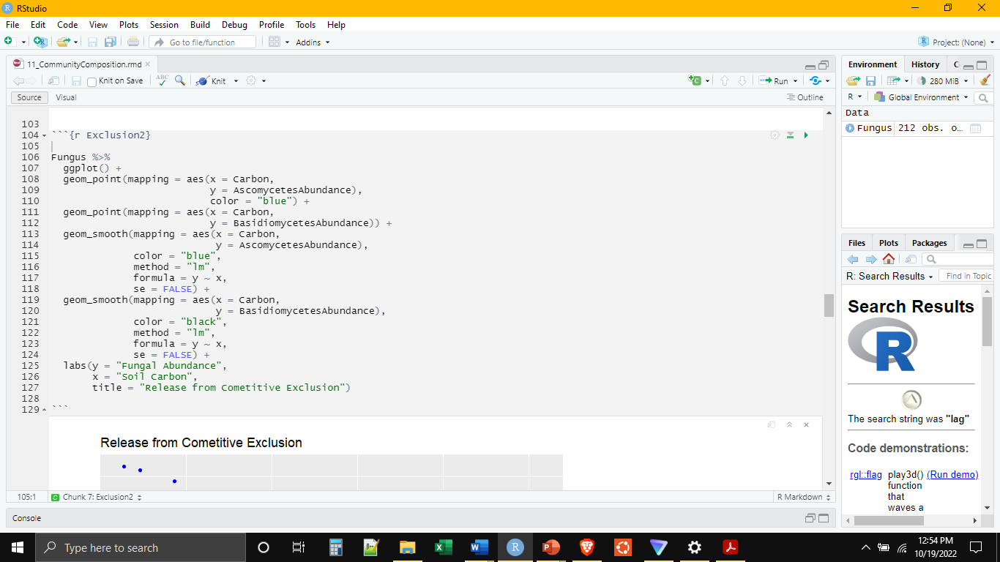 RStudio
File Edit Code View Plots Session Build Debug Profile Tools Help
Go to file/function Addins Project: (None)
11_CommunityComposition.rmd
Knit on Save ABC Knit Run
Source Visual Outline
103
104 ```{r Exclusion2}
105
106 Fungus %>%
107 ggplot() +
108 geom_point(mapping = aes(x = Carbon,
109 y = AscomycetesAbundance),
110 color = "blue") +
111 geom_point(mapping = aes(x = Carbon,
112 y = BasidiomycetesAbundance)) +
113 geom_smooth(mapping = aes(x = Carbon,
114 y = AscomycetesAbundance),
115 color = "blue",
116 method = "lm",
117 formula = y ~ x,
118 se = FALSE) +
119 geom_smooth(mapping = aes(x = Carbon,
120 y = BasidiomycetesAbundance),
121 color = "black",
122 method = "lm",
123 formula = y ~ x,
124 se = FALSE) +
125 labs(y = "Fungal Abundance",
126 x = "Soil Carbon",
127 title = "Release from Cometitive Exclusion")
128
129 ```
Release from Cometitive Exclusion
105:1 Chunk 7: Exclusion2 R Markdown
Console
Environment History C
280 MiB
R Global Environment
Data
Fungus 212 obs. o…
Files Plots Packages
R: Search Results Find in Topic
Search Results
R
The search string was "lag"
Code demonstrations:
rgl::flag play3d() (Run demo)
function
that
waves a
Type here to search
12:54 PM
10/19/2022